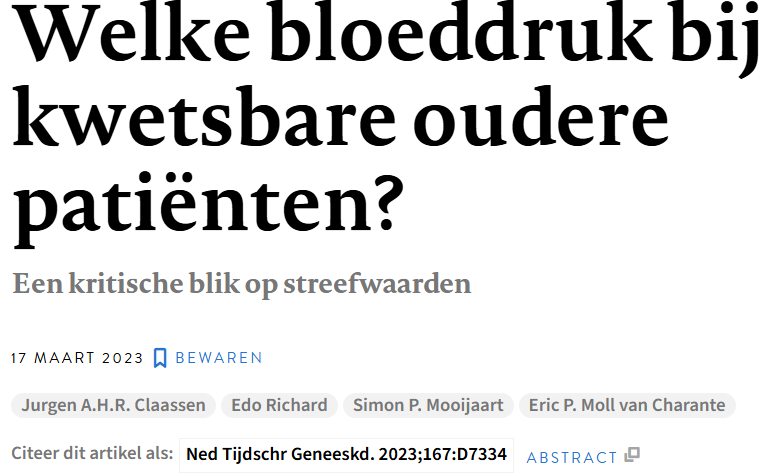 Welke bloeddruk bij
kwetsbare oudere
patiënten?
Een kritische blik op streefwaarden
17 MAART 2023 BEWAREN
Jurgen A.H.R. Claassen Edo Richard Simon P. Mooijaart Eric P. Moll van Charante
Citeer dit artikel als: Ned Tijdschr Geneeskd. 2023;167:D7334 ABSTRACT